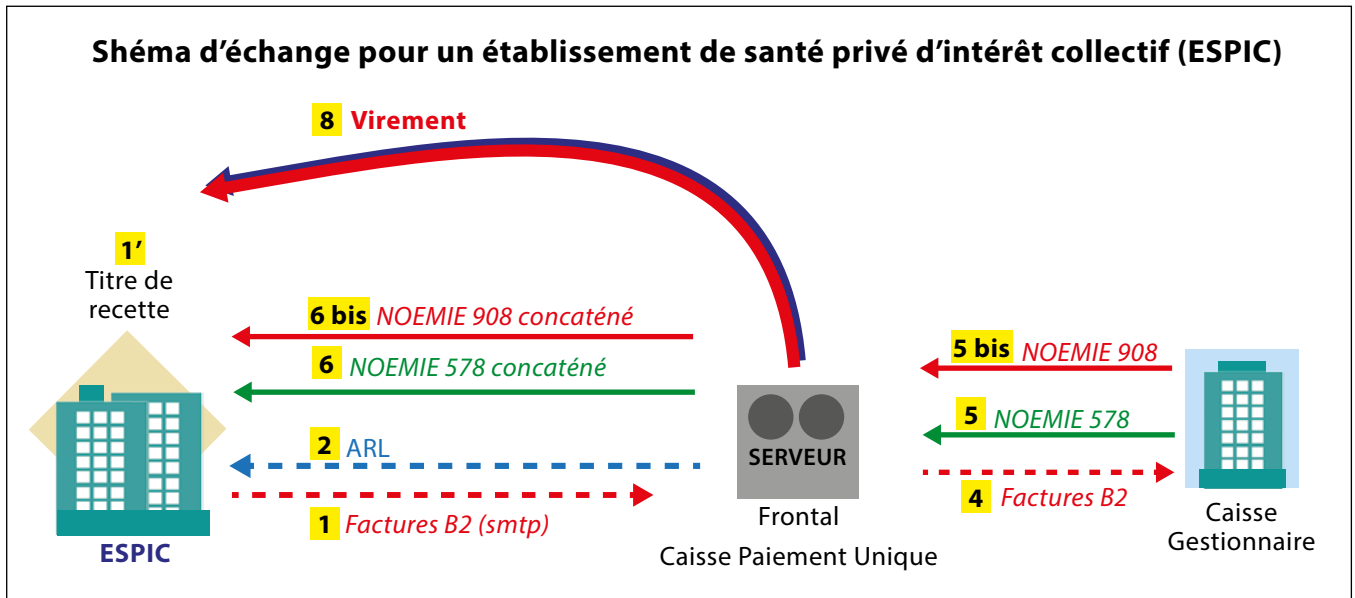 Shéma d'échange pour un établissement de santé privé d'intérêt collectif (ESPIC)
8 Virement
1'
Titre de
recette
6 bis NOEMIE 908 concaténé
5 bis NOEMIE 908
6 NOEMIE 578 concaténé
5 NOEMIE 578
2 ARL
SERVEUR
1 Factures B2 (smtp)
4 Factures B2
ESPIC
Frontal
Caisse Paiement Unique
Caisse
Gestionnaire